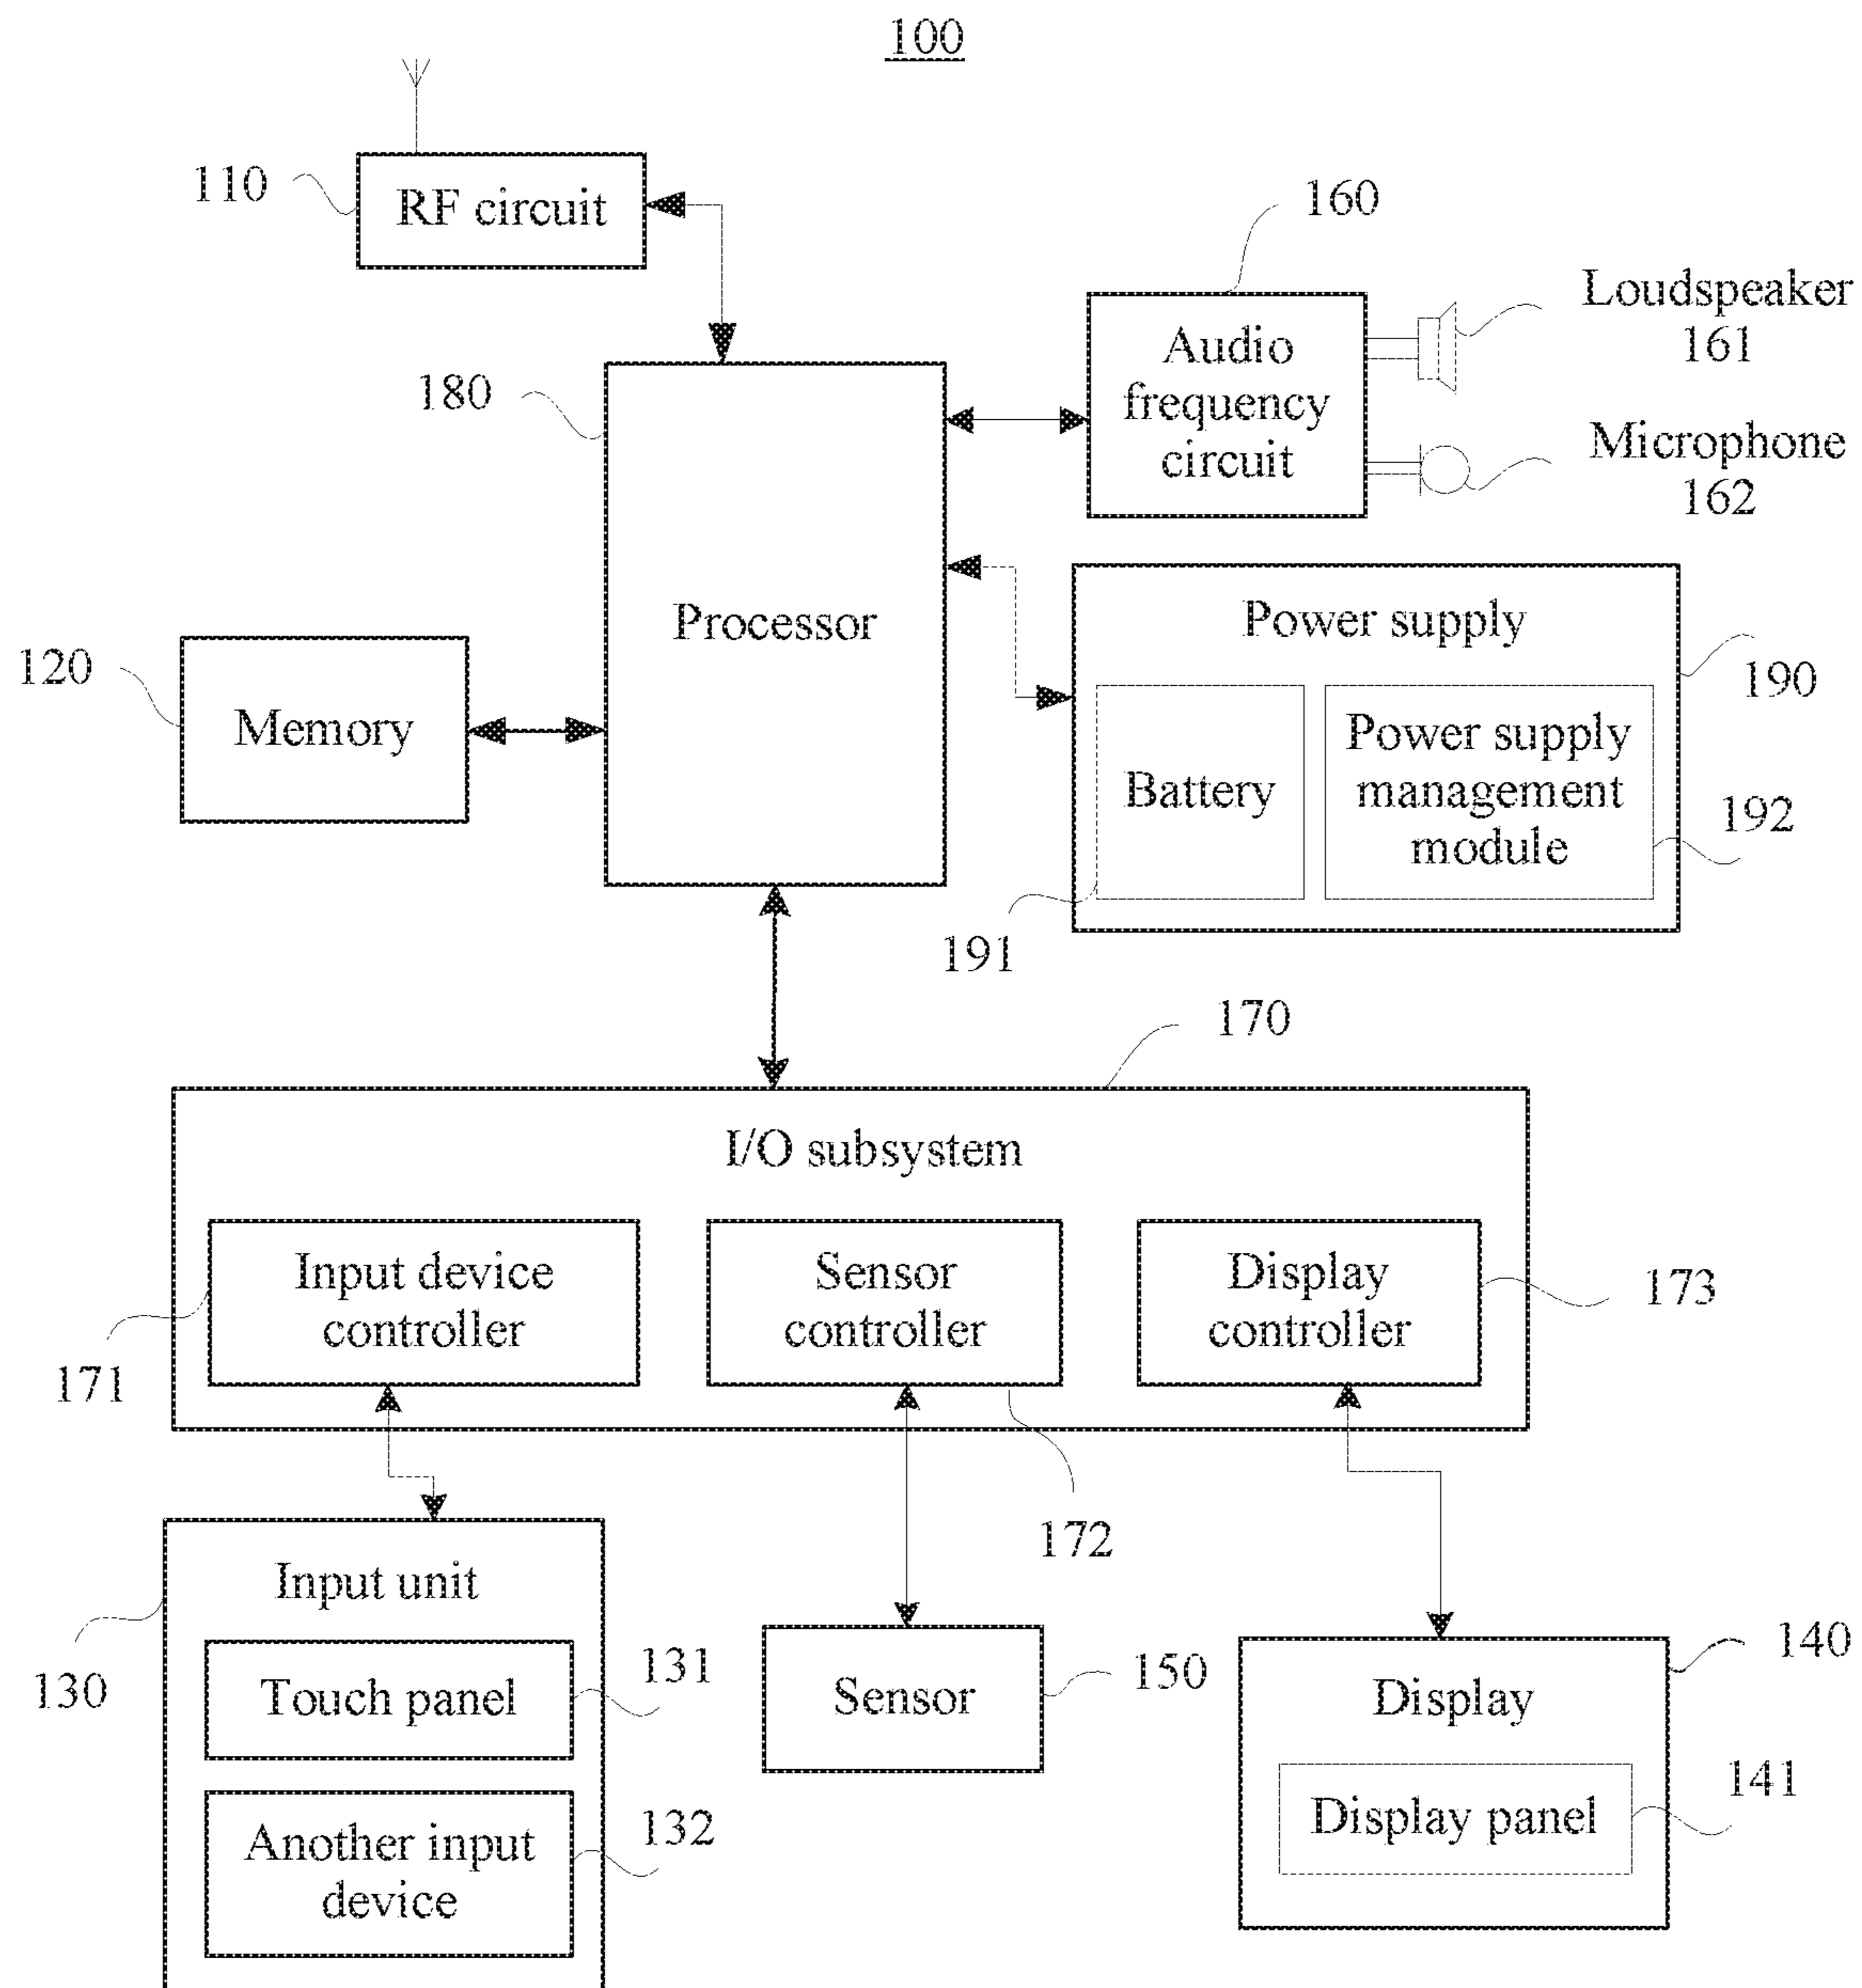 100
110
RF circuit
160
Loudspeaker
161
Audio
frequency
circuit
180
Microphone
162
Processor
Power supply
190
120
Memory
Battery
Power supply
management
module
192
191
170
I/O subsystem
Input device
controller
Sensor
controller
Display
controller
173
171
172
Input unit
130
Touch panel
131
Another input
device
132
Sensor
150
Display
140
Display panel
141